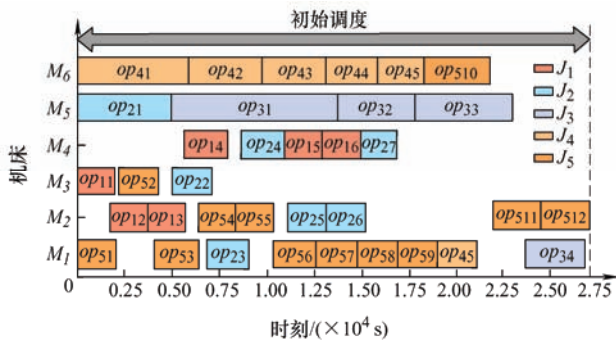 初始调度
M6 op41 op42 op43 op44 op45 op510 J1
M5 op21 op31 op32 op33 J2
M4 op14 op24 op15 op16 op27 J3
M3 op11 op52 op22 J4
M2 op12 op13 op54 op55 op25 op26 op511 op512 J5
M1 op51 op53 op23 op56 op57 op58 op59 op45 op34
机床
0 0.25 0.50 0.75 1.00 1.25 1.50 1.75 2.00 2.25 2.50 2.75
时刻/(×10⁴ s)